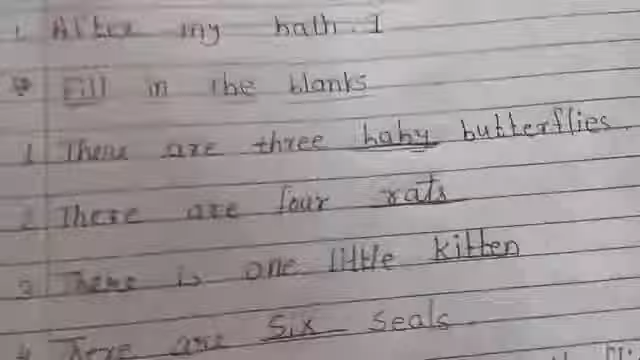 1. After my bath. I
Fill in the blanks
1 There are three baby butterflies.
2 There are four rats
3 There is one little kitten
4 There are six seals.